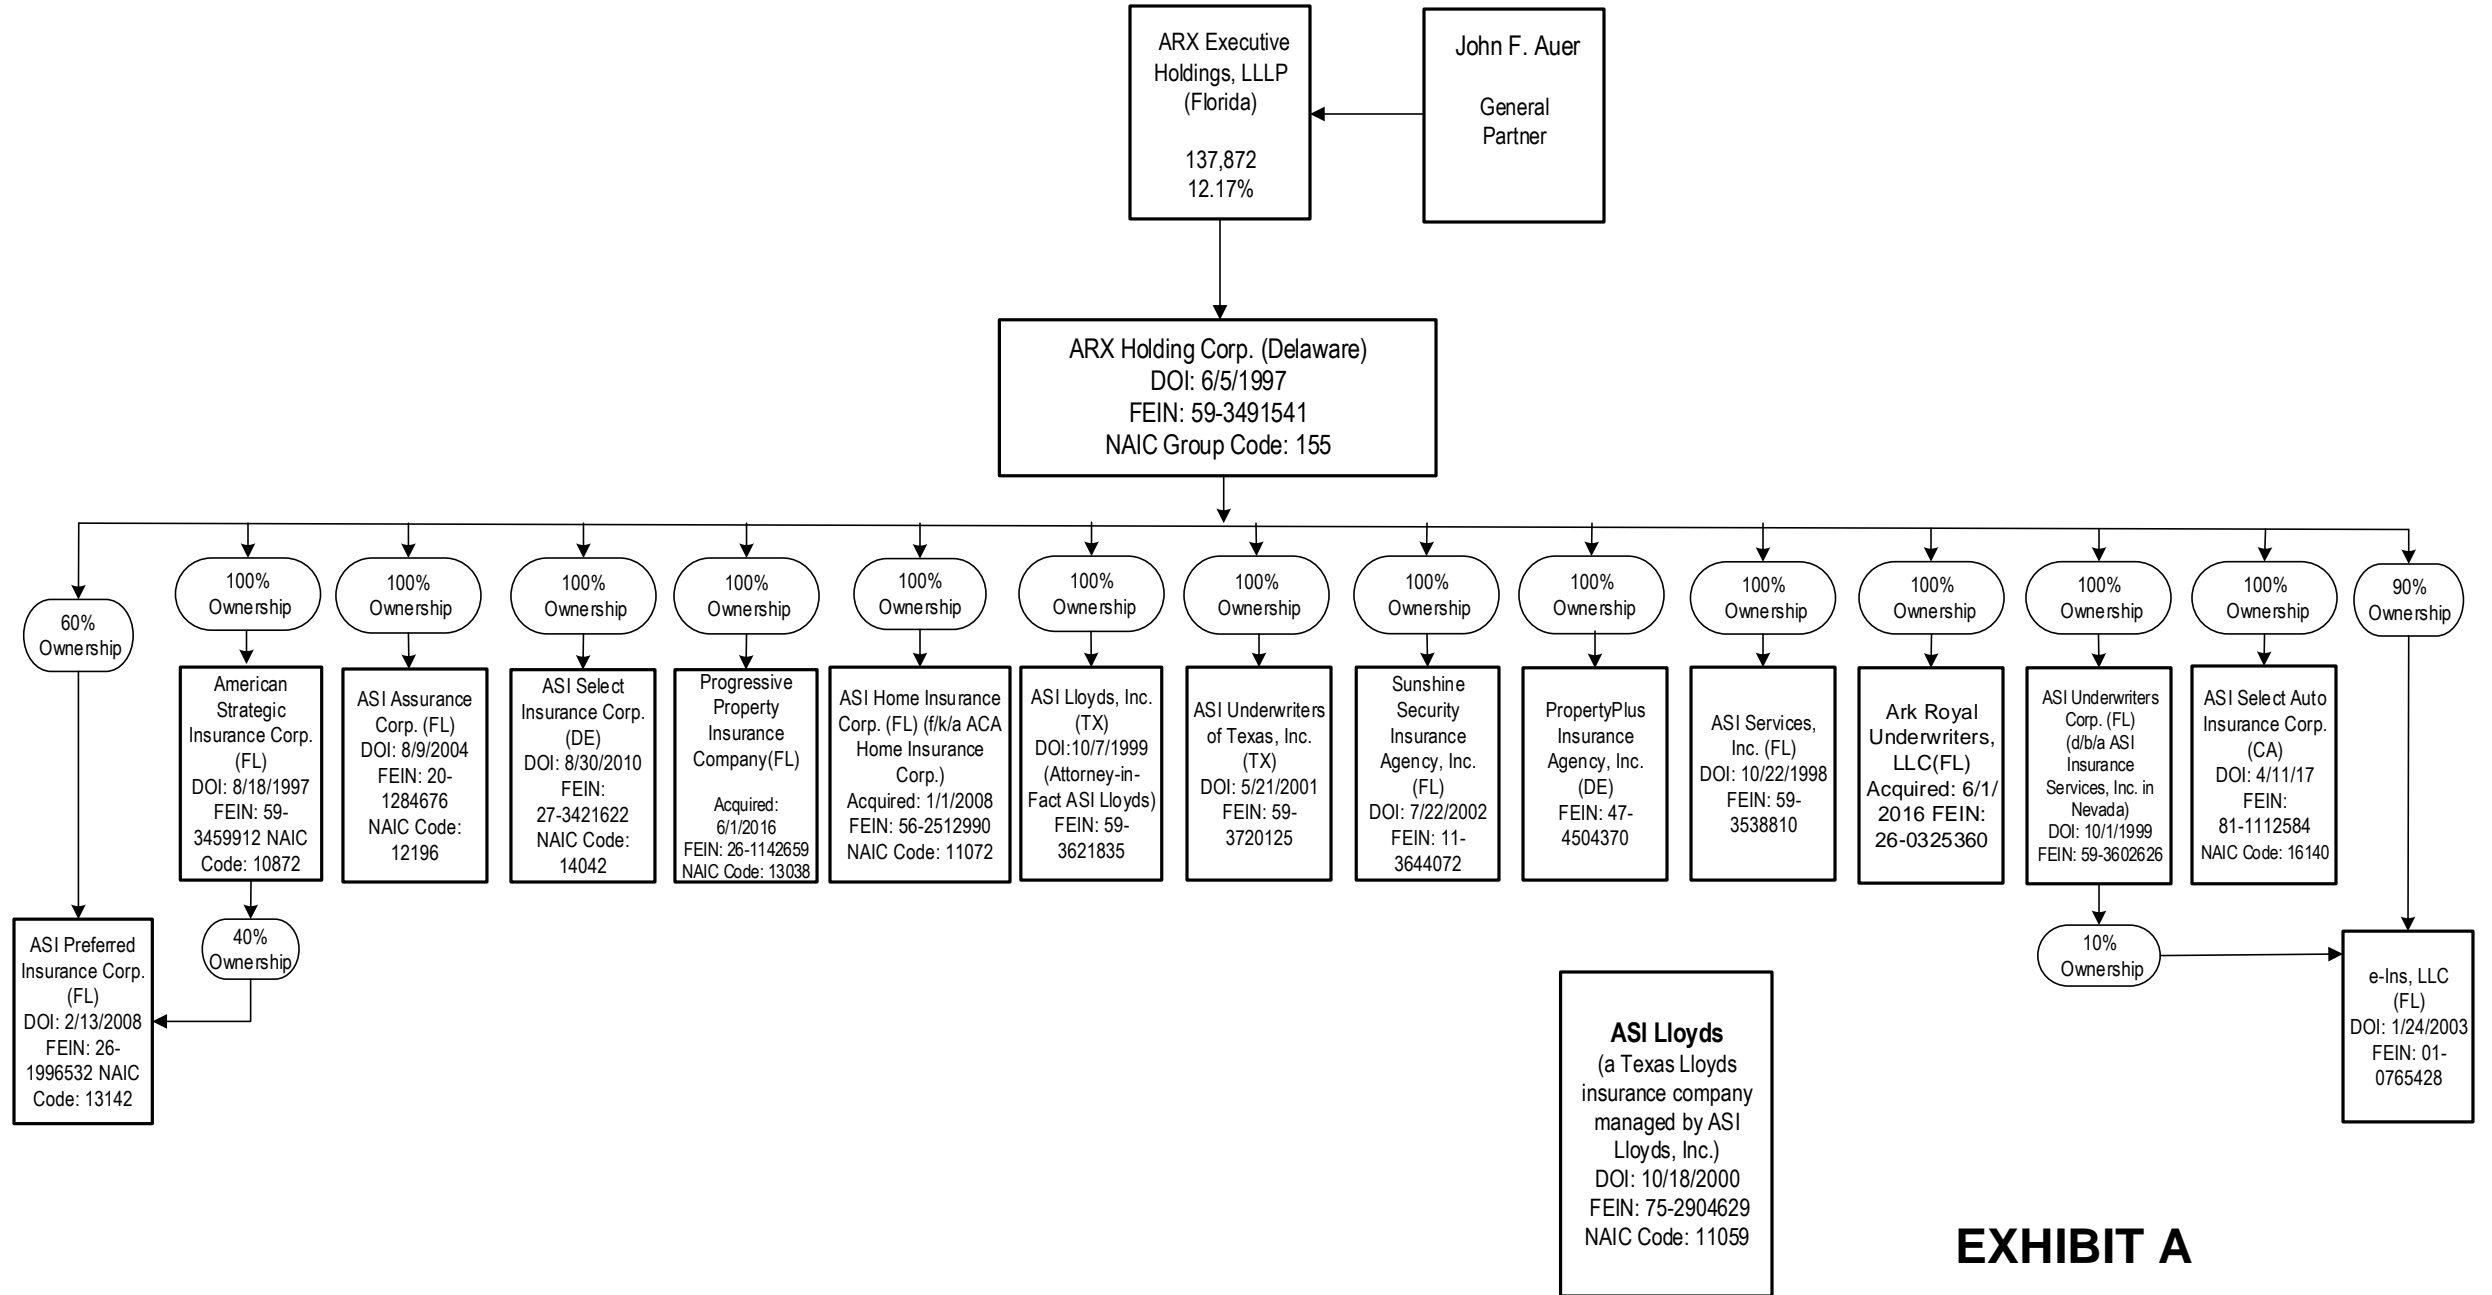 ARX Executive
Holdings, LLLP
(Florida)
137,872
12.17%
John F. Auer
General
Partner
ARX Holding Corp. (Delaware)
DOI: 6/5/1997
FEIN: 59-3491541
NAIC Group Code: 155
60%
Ownership
100%
Ownership
100%
Ownership
100%
Ownership
100%
Ownership
100%
Ownership
100%
Ownership
100%
Ownership
100%
Ownership
100%
Ownership
100%
Ownership
100%
Ownership
100%
Ownership
100%
Ownership
90%
Ownership
American
Strategic
Insurance Corp.
(FL)
DOI: 8/18/1997
FEIN: 59-
3459912 NAIC
Code: 10872
ASI Assurance
Corp. (FL)
DOI: 8/9/2004
FEIN: 20-
1284676
NAIC Code:
12196
ASI Select
Insurance Corp.
(DE)
DOI: 8/30/2010
FEIN:
27-3421622
NAIC Code:
14042
Progressive
Property
Insurance
Company(FL)
Acquired:
6/1/2016
FEIN: 26-1142659
NAIC Code: 13038
ASI Home Insurance
Corp. (FL) (f/k/a ACA
Home Insurance
Corp.)
Acquired: 1/1/2008
FEIN: 56-2512990
NAIC Code: 11072
ASI Lloyds, Inc.
(TX)
DOI:10/7/1999
(Attorney-in-
Fact ASI Lloyds)
FEIN: 59-
3621835
ASI Underwriters
of Texas, Inc.
(TX)
DOI: 5/21/2001
FEIN: 59-
3720125
Sunshine
Security
Insurance
Agency, Inc.
(FL)
DOI: 7/22/2002
FEIN: 11-
3644072
PropertyPlus
Insurance
Agency, Inc.
(DE)
FEIN: 47-
4504370
ASI Services,
Inc. (FL)
DOI: 10/22/1998
FEIN: 59-
3538810
Ark Royal
Underwriters,
LLC(FL)
Acquired: 6/1/
2016 FEIN:
26-0325360
ASI Underwriters
Corp. (FL)
(d/b/a ASI
Insurance
Services, Inc. in
Nevada)
DOI: 10/1/1999
FEIN: 59-3602626
ASI Select Auto
Insurance Corp.
(CA)
DOI: 4/11/17
FEIN:
81-1112584
NAIC Code: 16140
40%
Ownership
10%
Ownership
ASI Preferred
Insurance Corp.
(FL)
DOI: 2/13/2008
FEIN: 26-
1996532 NAIC
Code: 13142
e-Ins, LLC
(FL)
DOI: 1/24/2003
FEIN: 01-
0765428
ASI Lloyds
(a Texas Lloyds
insurance company
managed by ASI
Lloyds, Inc.)
DOI: 10/18/2000
FEIN: 75-2904629
NAIC Code: 11059
EXHIBIT A